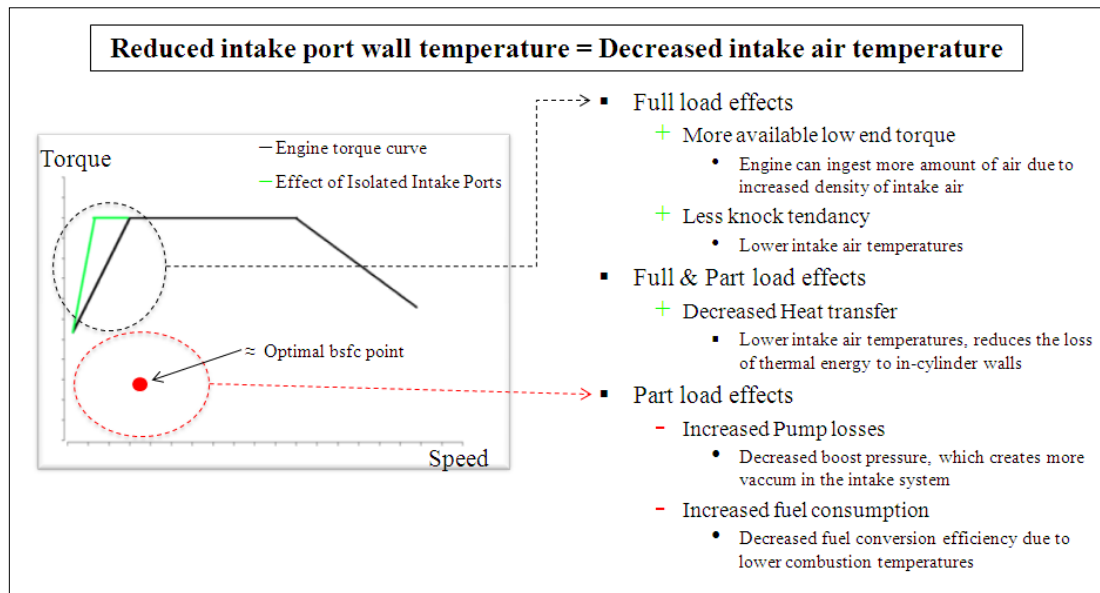 Reduced intake port wall temperature = Decreased intake air temperature
Torque
Engine torque curve
Effect of Isolated Intake Ports
≈ Optimal bsfc point
Speed
▪ Full load effects
+ More available low end torque
• Engine can ingest more amount of air due to
increased density of intake air
+ Less knock tendancy
• Lower intake air temperatures
▪ Full & Part load effects
+ Decreased Heat transfer
▪ Lower intake air temperatures, reduces the loss
of thermal energy to in-cylinder walls
▪ Part load effects
- Increased Pump losses
• Decreased boost pressure, which creates more
vaccum in the intake system
- Increased fuel consumption
• Decreased fuel conversion efficiency due to
lower combustion temperatures